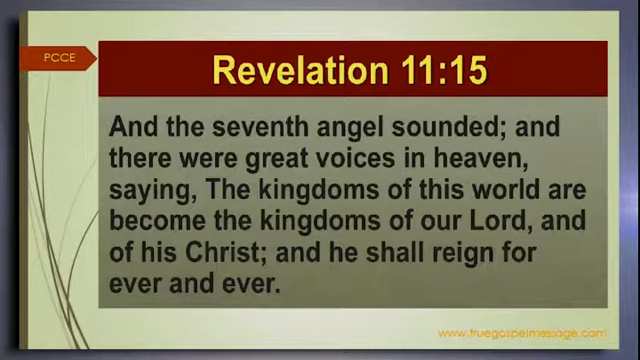 PCCE
Revelation 11:15
And the seventh angel sounded; and
there were great voices in heaven,
saying, The kingdoms of this world are
become the kingdoms of our Lord, and
of his Christ; and he shall reign for
ever and ever.
www.truegospelmessage.com